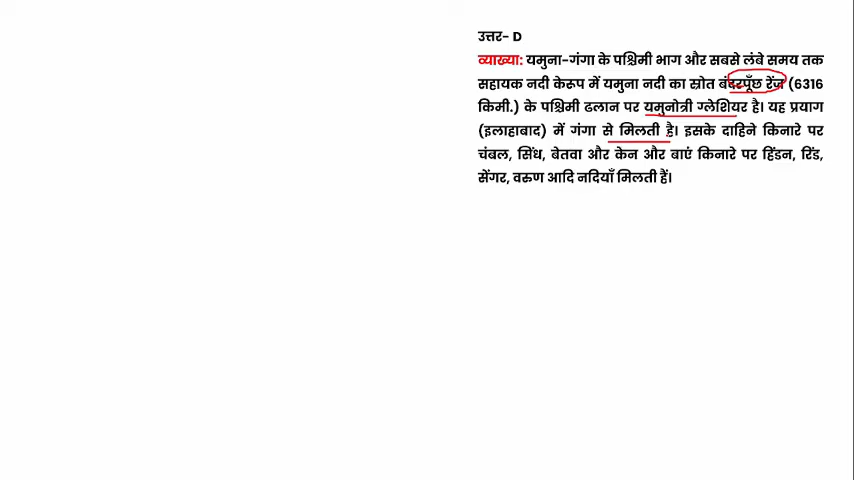 उत्तर- D
व्याख्या: यमुना-गंगा के पश्चिमी भाग और सबसे लंबे समय तक
सहायक नदी केरूप में यमुना नदी का स्रोत बंदरपूँछ रेंज (6316
किमी.) के पश्चिमी ढलान पर यमुनोत्री ग्लेशियर है। यह प्रयाग
(इलाहाबाद) में गंगा से मिलती है। इसके दाहिने किनारे पर
चंबल, सिंध, बेतवा और केन और बाएं किनारे पर हिंडन, रिंद,
सेंगर, वरुण आदि नदियाँ मिलती हैं।